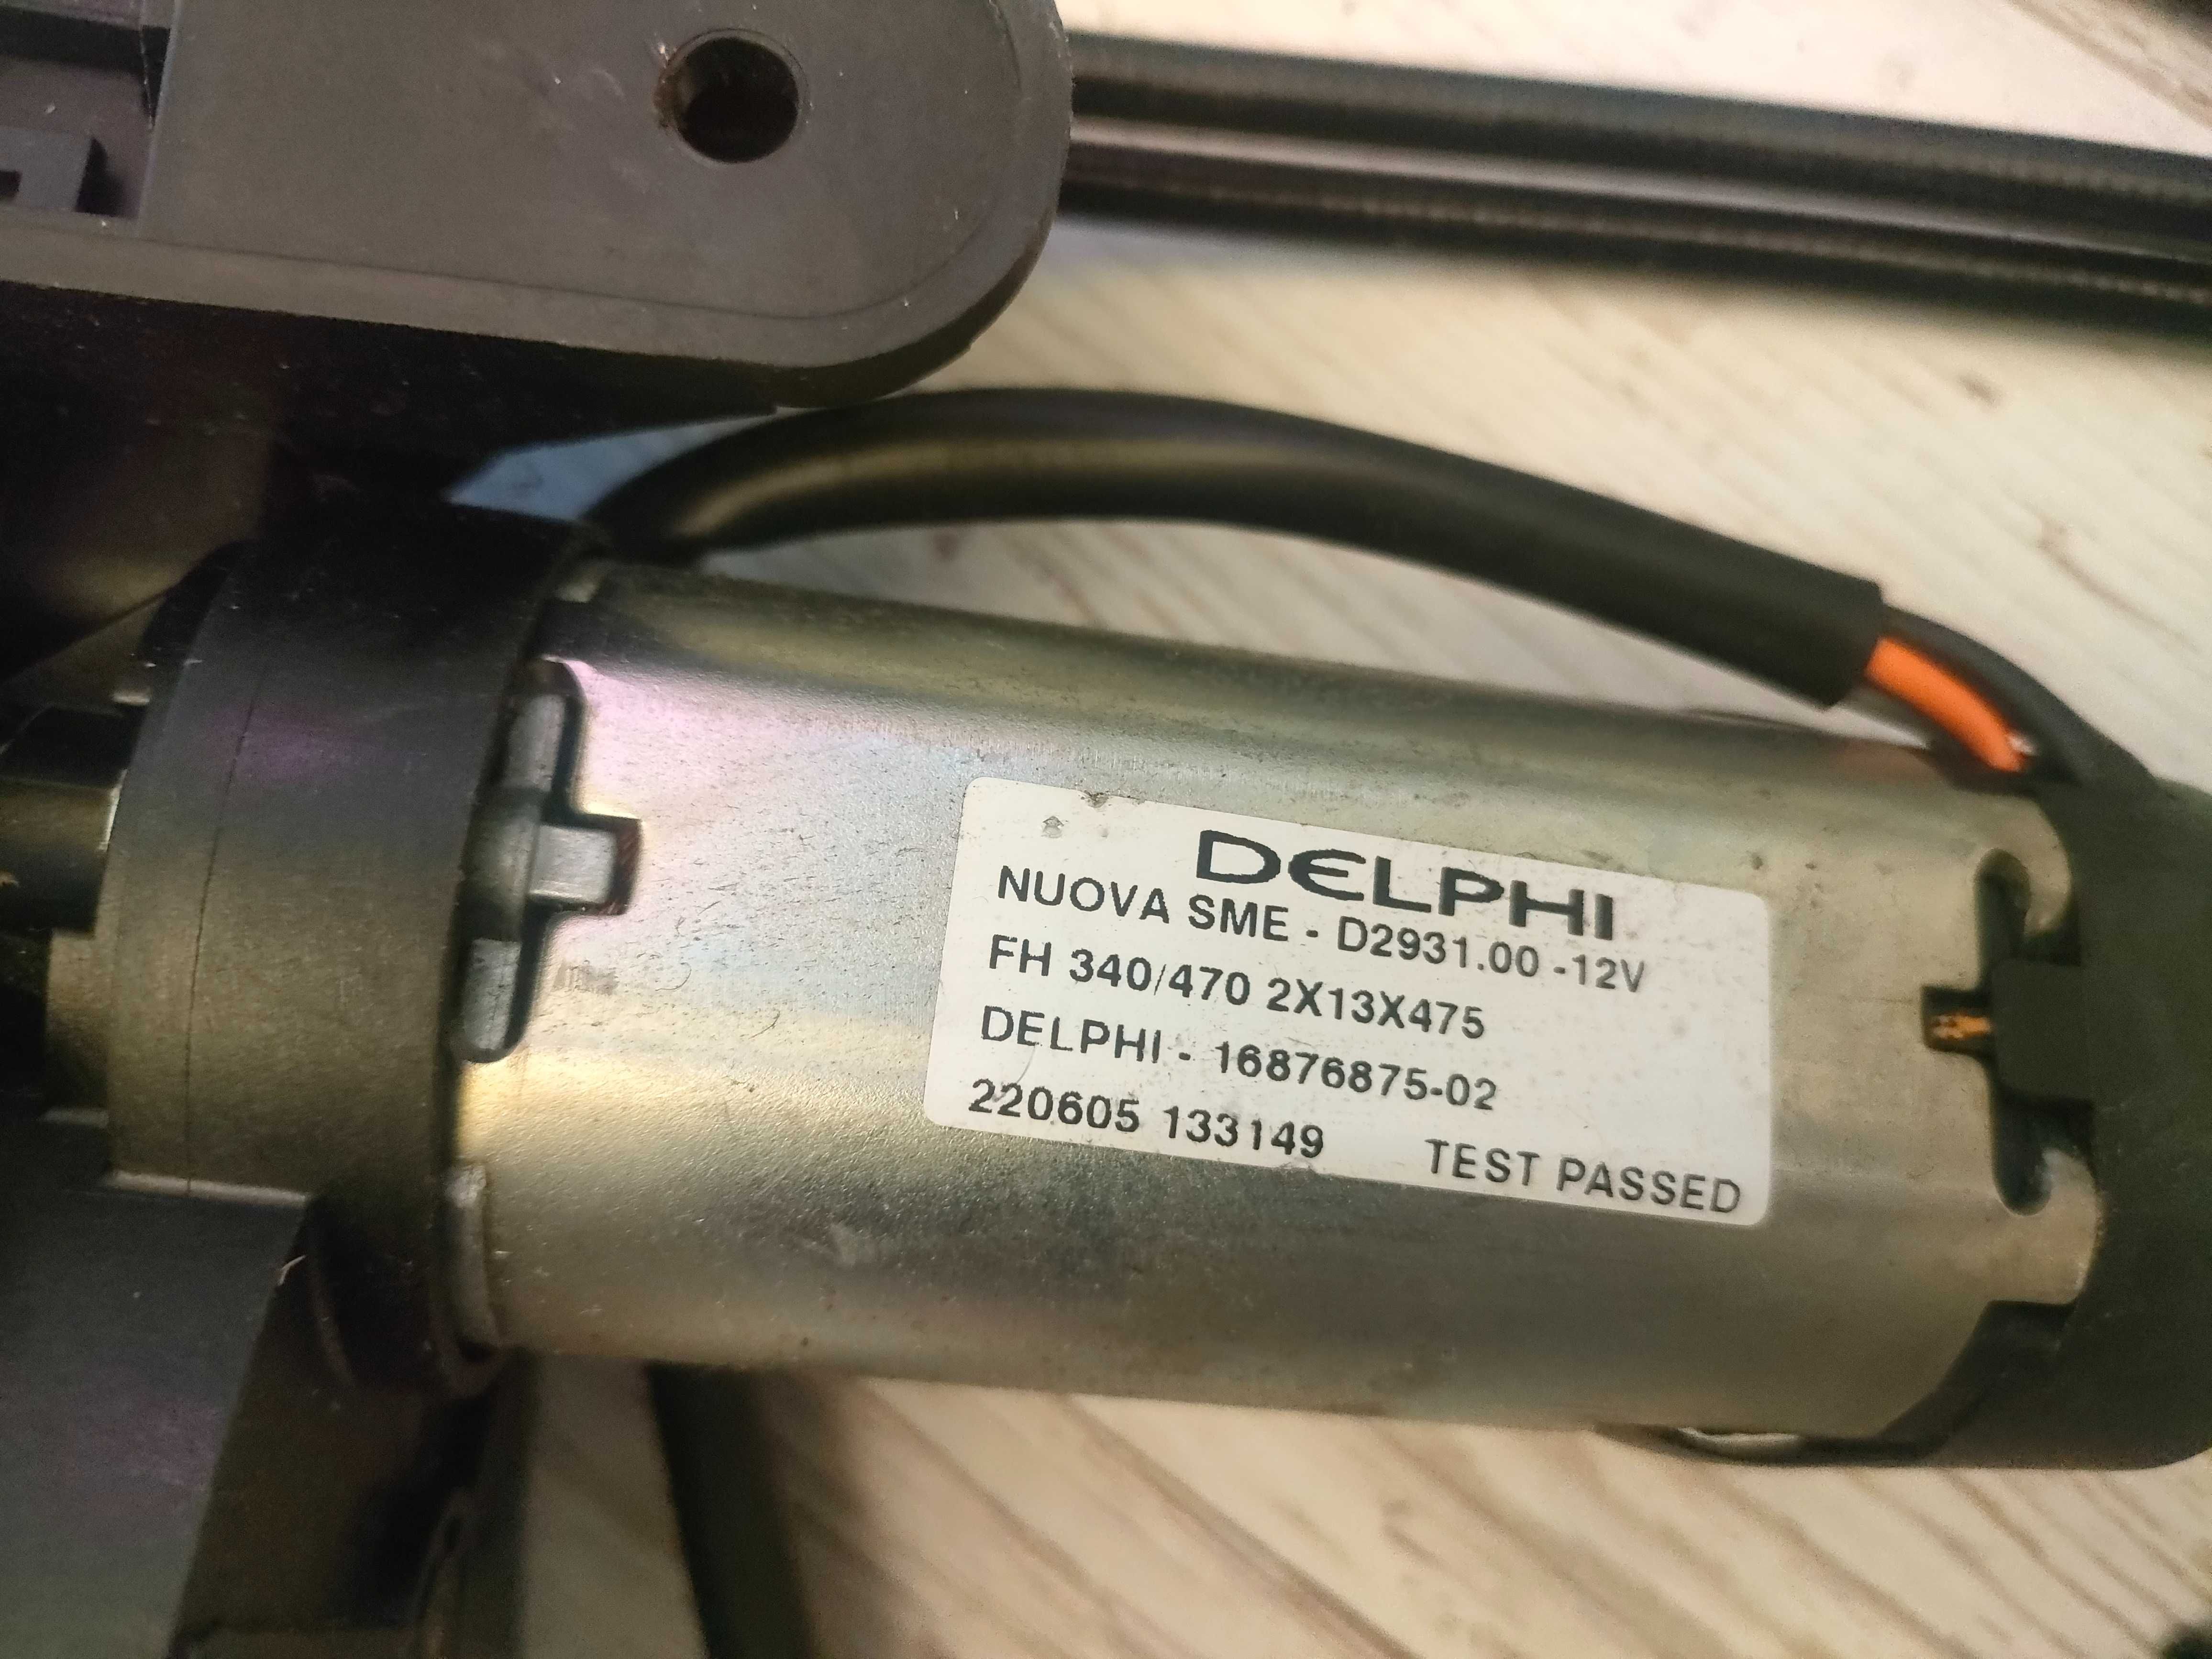 DELPHI
NUOVA SME - D2931.00 -12V
FH 340/470 2X13X475
DELPHI - 16876875-02
220605 133149 TEST PASSED